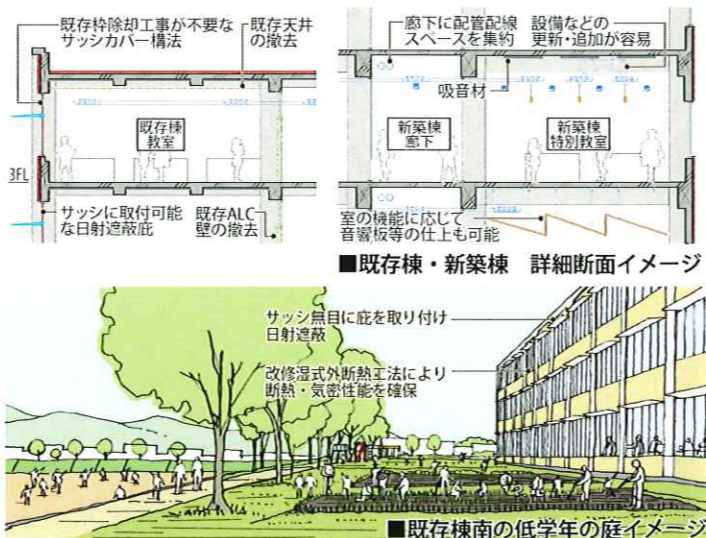 既存枠除却工事が不要な
サッシカバー構法
既存天井
の撤去
既存棟
教室
3FL
サッシに取付可能
な日射遮蔽庇
既存ALC
壁の撤去
廊下に配管配線
スペースを集約
設備などの
更新・追加が容易
吸音材
新築棟
廊下
新築棟
特別教室
室の機能に応じて
音響板等の仕上も可能
■既存棟・新築棟　詳細断面イメージ
サッシ無目に庇を取り付け
日射遮蔽
改修湿式外断熱工法により
断熱・気密性能を確保
■既存棟南の低学年の庭イメージ